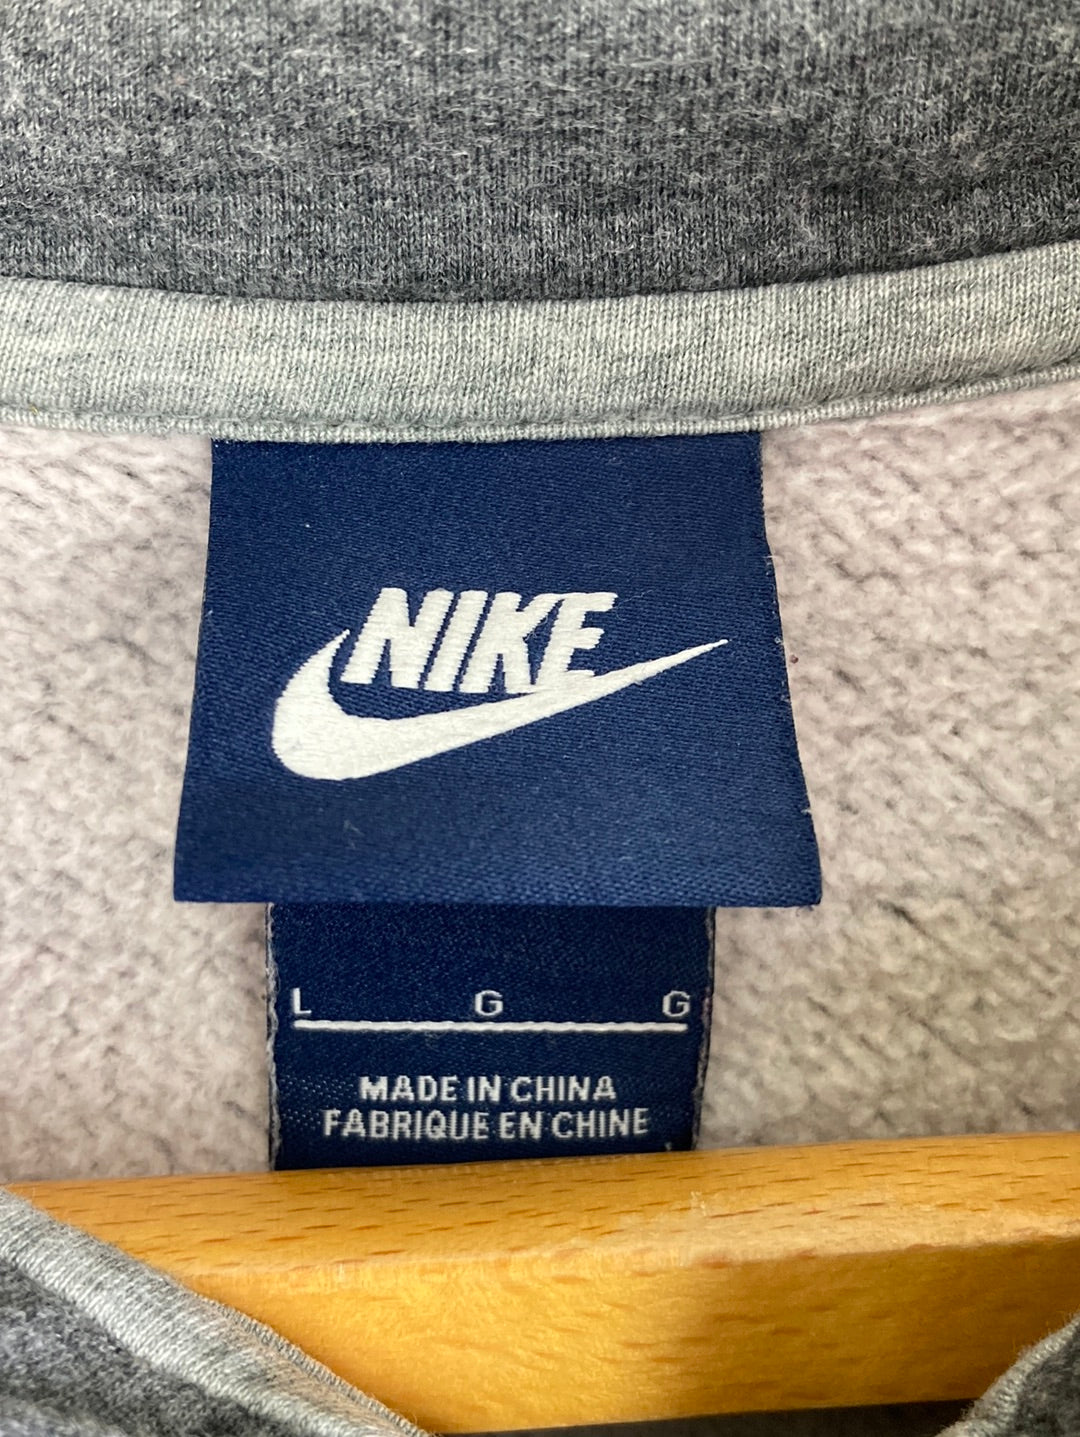 NIKE
L G G
MADE IN CHINA
FABRIQUE EN CHINE